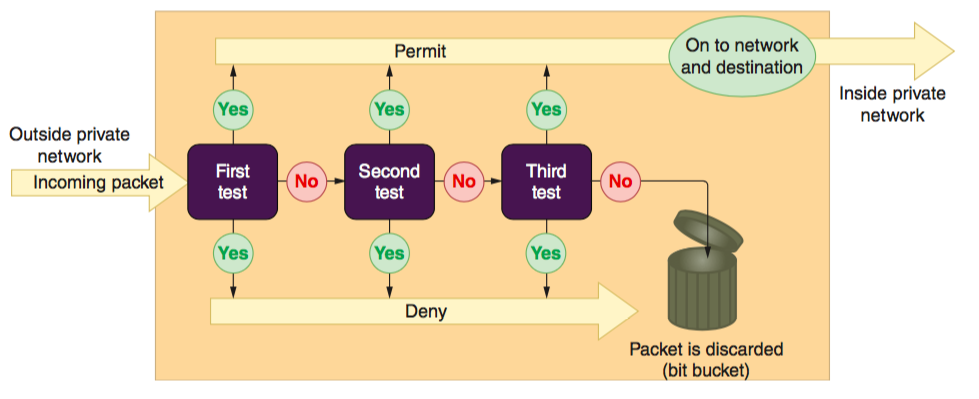 Permit
On to network
and destination
Inside private
network
Yes
Yes
Yes
Outside private
network
Incoming packet
First
test
No
Second
test
No
Third
test
No
Yes
Yes
Yes
Deny
Packet is discarded
(bit bucket)